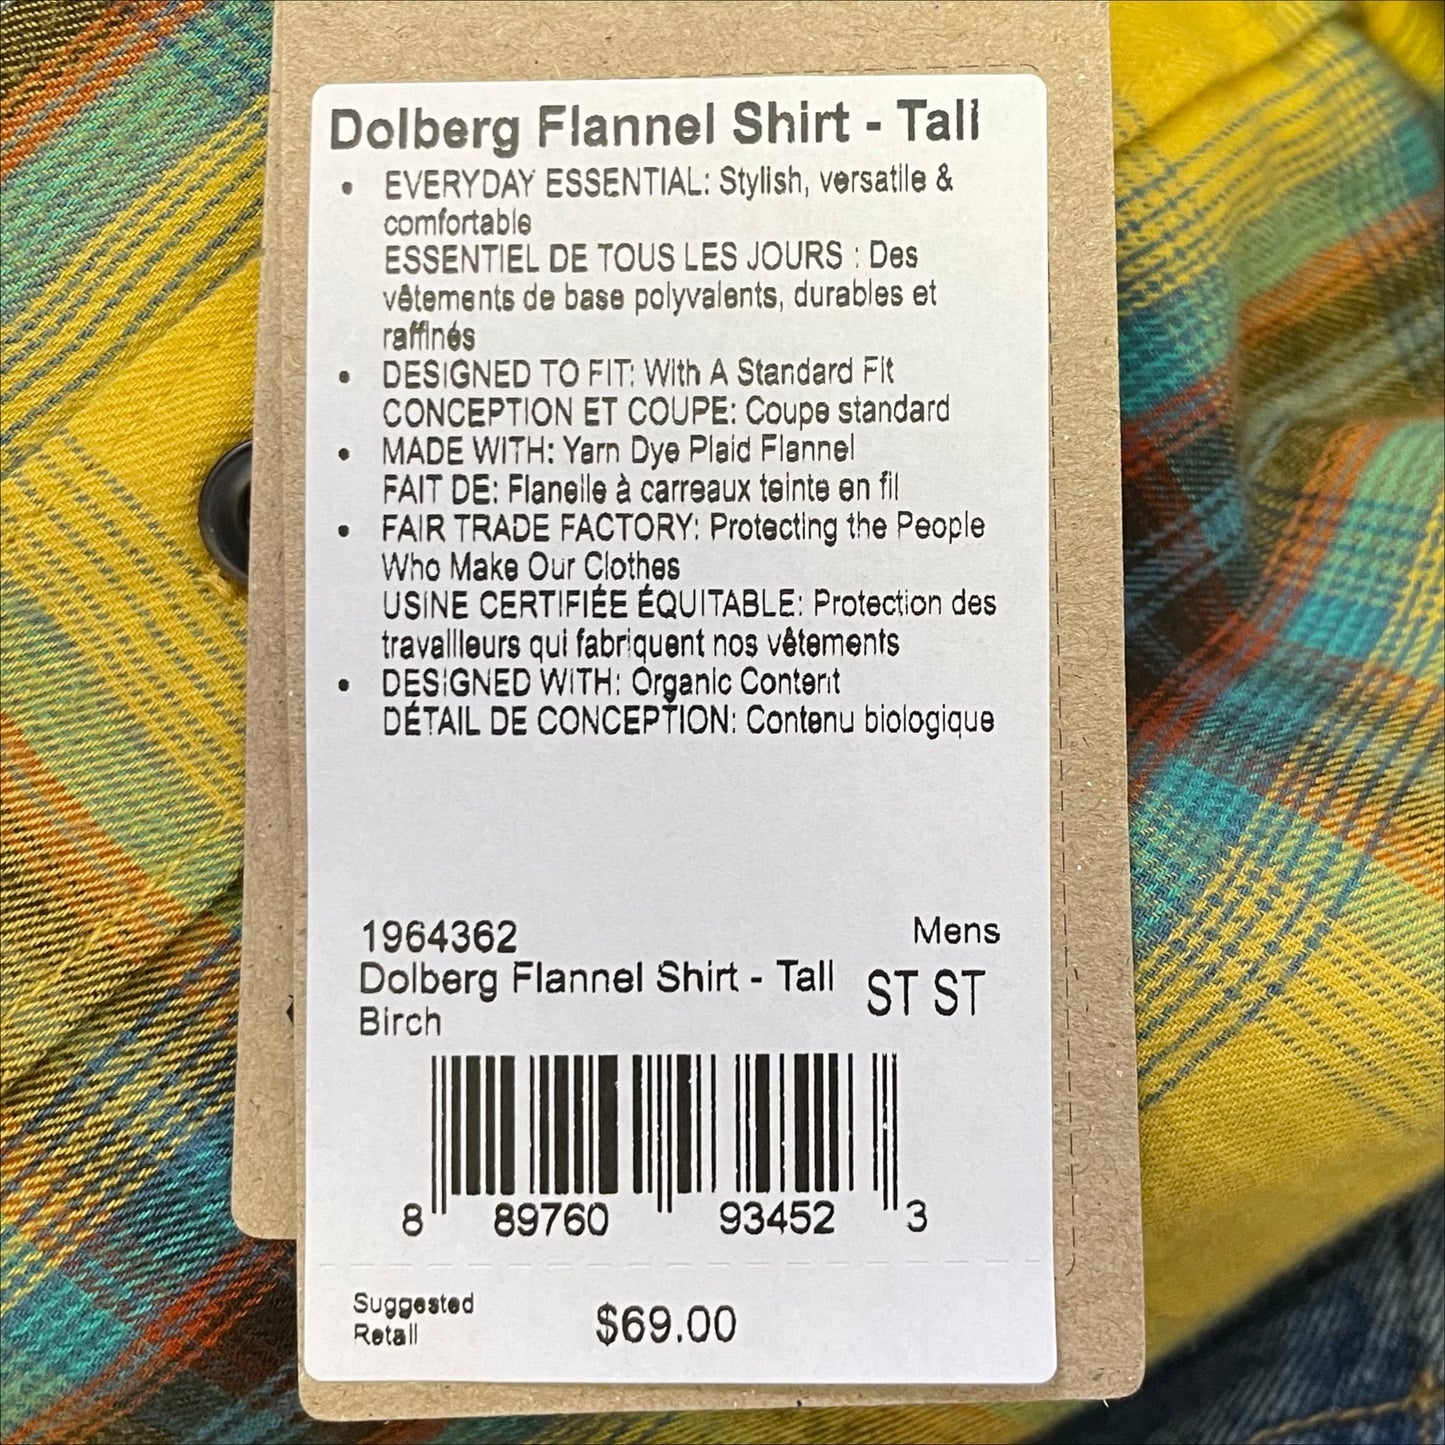 Dolberg Flannel Shirt - Tall
• EVERYDAY ESSENTIAL: Stylish, versatile &
comfortable
ESSENTIEL DE TOUS LES JOURS : Des
vêtements de base polyvalents, durables et
raffinés
• DESIGNED TO FIT: With A Standard Fit
CONCEPTION ET COUPE: Coupe standard
• MADE WITH: Yarn Dye Plaid Flannel
FAIT DE: Flanelle à carreaux teinte en fil
• FAIR TRADE FACTORY: Protecting the People
Who Make Our Clothes
USINE CERTIFIÉE ÉQUITABLE: Protection des
travailleurs qui fabriquent nos vêtements
• DESIGNED WITH: Organic Content
DÉTAIL DE CONCEPTION: Contenu biologique
1964362 Mens
Dolberg Flannel Shirt - Tall ST ST
Birch
8 89760 93452 3
Suggested
Retail $69.00